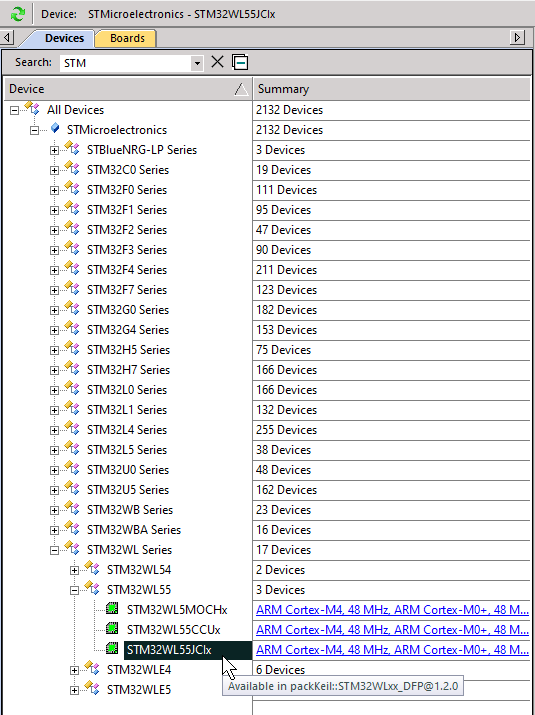 Device: STMicroelectronics - STM32WL55JCIx
Devices Boards
Search: STM
Device Summary
All Devices 2132 Devices
STMicroelectronics 2132 Devices
STBlueNRG-LP Series 3 Devices
STM32C0 Series 19 Devices
STM32F0 Series 111 Devices
STM32F1 Series 95 Devices
STM32F2 Series 47 Devices
STM32F3 Series 90 Devices
STM32F4 Series 211 Devices
STM32F7 Series 123 Devices
STM32G0 Series 182 Devices
STM32G4 Series 153 Devices
STM32H5 Series 75 Devices
STM32H7 Series 166 Devices
STM32L0 Series 166 Devices
STM32L1 Series 132 Devices
STM32L4 Series 255 Devices
STM32L5 Series 38 Devices
STM32U0 Series 48 Devices
STM32U5 Series 162 Devices
STM32WB Series 23 Devices
STM32WBA Series 16 Devices
STM32WL Series 17 Devices
STM32WL54 2 Devices
STM32WL55 3 Devices
STM32WL5MOCHx ARM Cortex-M4, 48 MHz, ARM Cortex-M0+, 48 M...
STM32WL55CCUx ARM Cortex-M4, 48 MHz, ARM Cortex-M0+, 48 M...
STM32WL55JCIx ARM Cortex-M4, 48 MHz, ARM Cortex-M0+, 48 M...
STM32WLE4 6 Devices
STM32WLE5
Available in packKeil::STM32WLxx_DFP@1.2.0